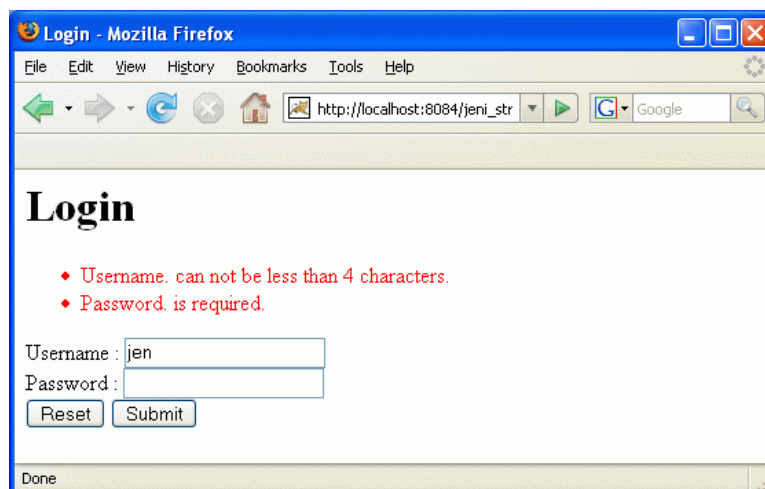 Login - Mozilla Firefox
File Edit View History Bookmarks Tools Help
http://localhost:8084/jeni_str G Google
Login
• Username. can not be less than 4 characters.
• Password. is required.
Username : jen
Password :
Reset Submit
Done